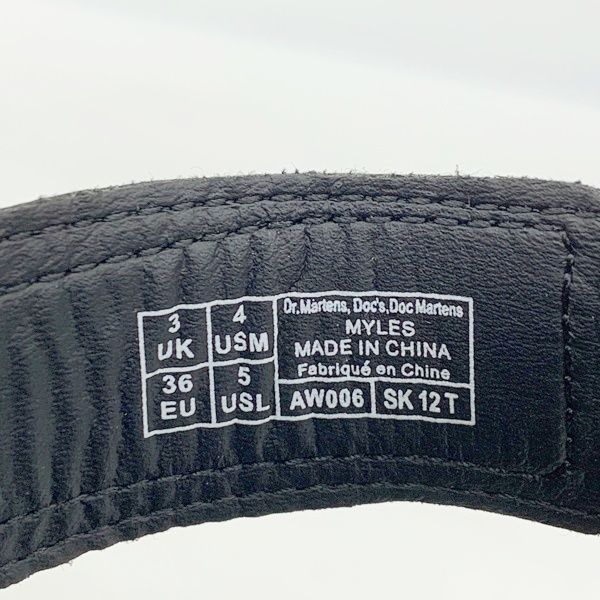 3 UK
4 USM
36 EU
5 USL
Dr.Martens, Doc's, Doc Martens
MYLES
MADE IN CHINA
Fabriqué en Chine
AW006
SK 12 T